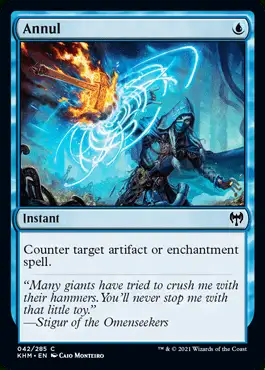 Annul
Instant
Counter target artifact or enchantment
spell.
“Many giants have tried to crush me with
their hammers. You’ll never stop me with
that little toy.”
—Stigur of the Omenseekers
042/285 C
KHM • EN CAIO MONTEIRO
™ & © 2021 Wizards of the Coast